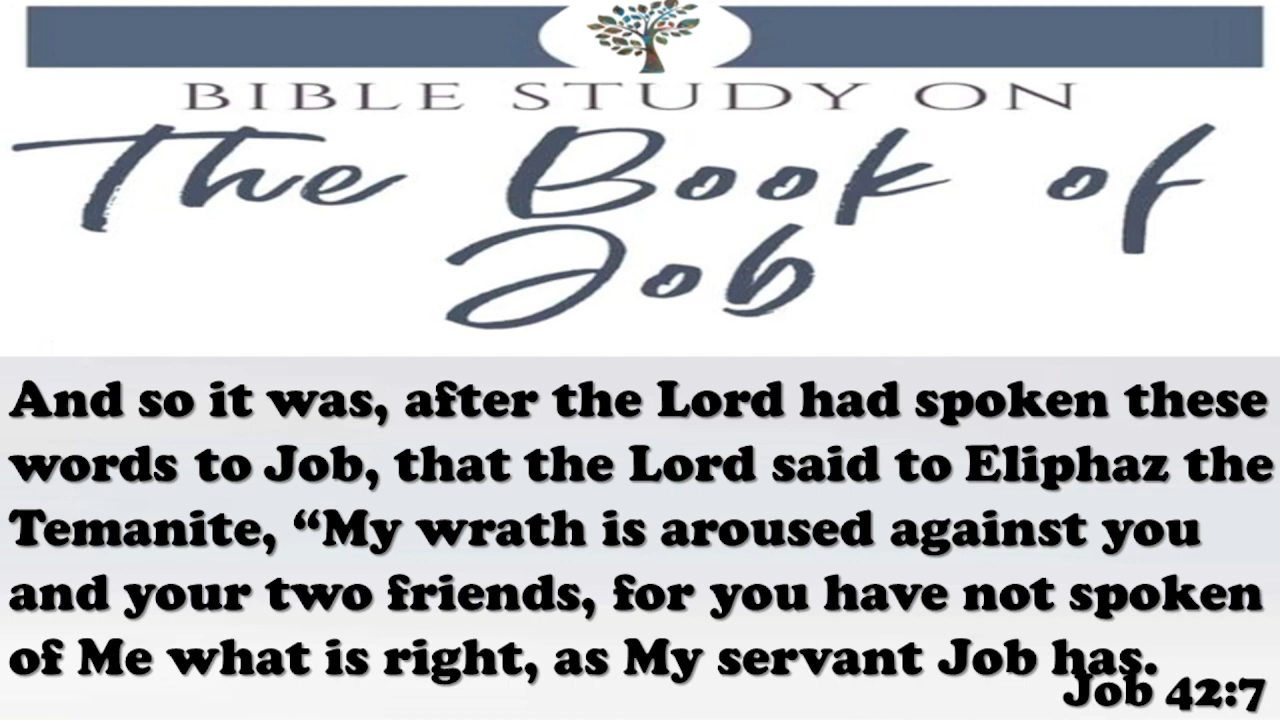 BIBLE STUDY ON
The Book of
Job
And so it was, after the Lord had spoken these
words to Job, that the Lord said to Eliphaz the
Temanite, “My wrath is aroused against you
and your two friends, for you have not spoken
of Me what is right, as My servant Job has.
Job 42:7